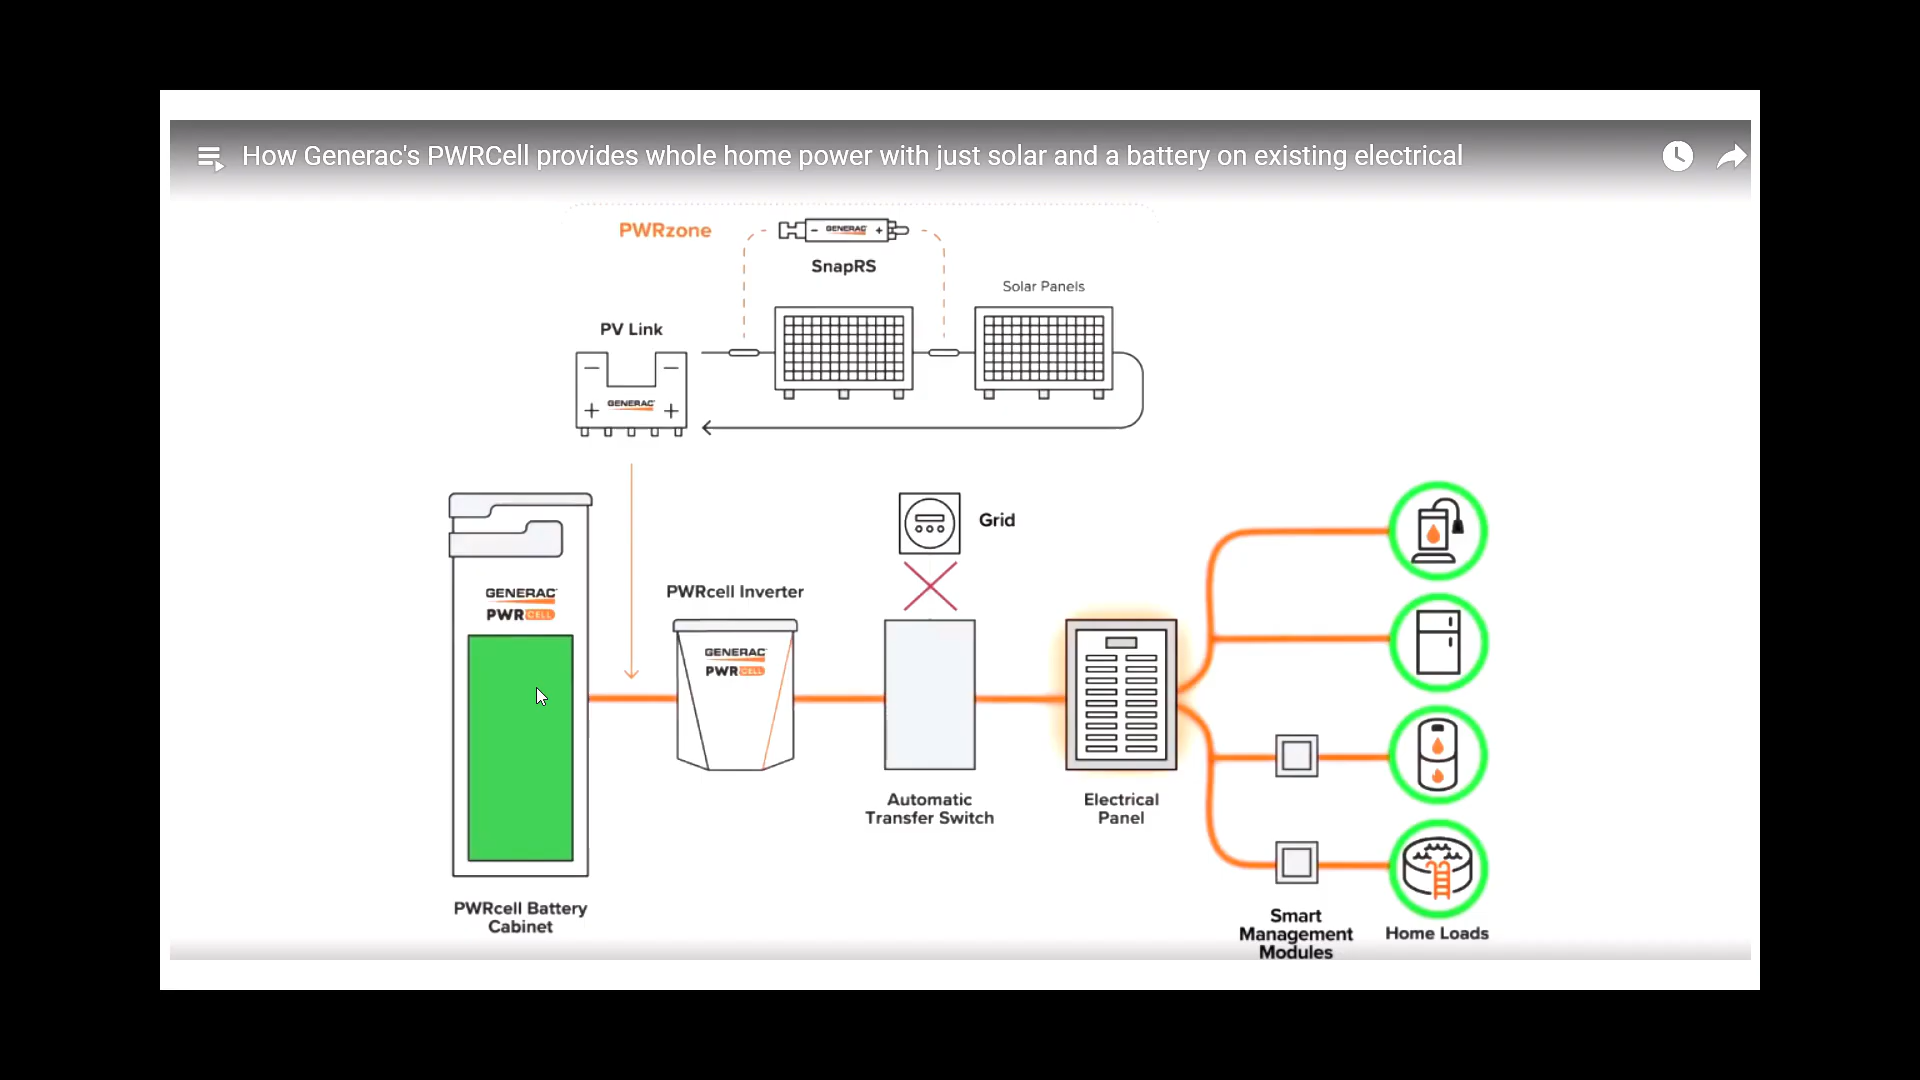 How Generac's PWRCell provides whole home power with just solar and a battery on existing electrical
PWRzone
− GENERAC +
SnapRS
Solar Panels
PV Link
− −
+ GENERAC +
Grid
GENERAC
PWRCELL
PWRcell Inverter
GENERAC
PWRCELL
Automatic
Transfer Switch
Electrical
Panel
PWRcell Battery
Cabinet
Smart
Management
Modules
Home Loads